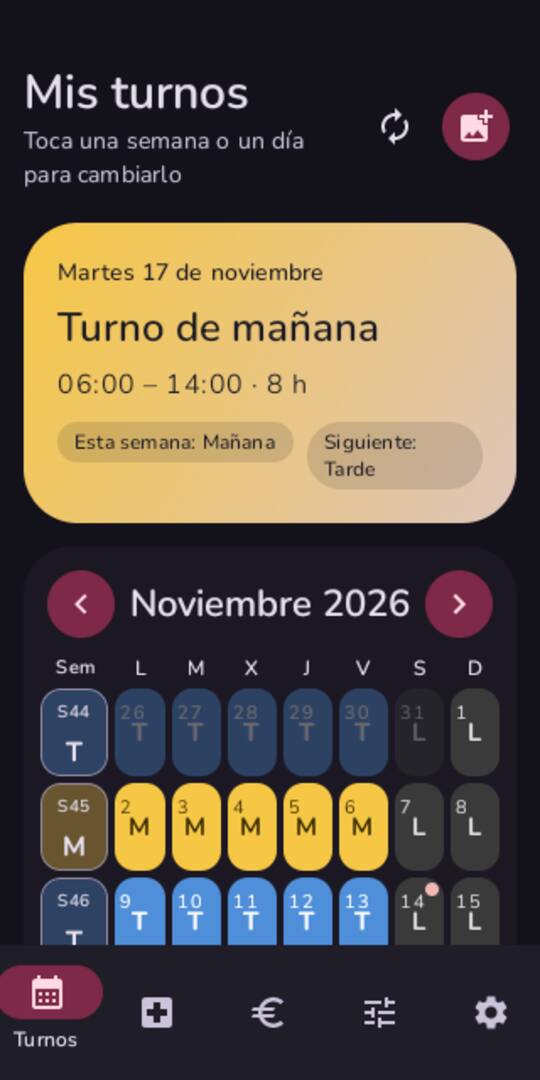 Mis turnos
Toca una semana o un día
para cambiarlo
Martes 17 de noviembre
Turno de mañana
06:00 – 14:00 · 8 h
Esta semana: Mañana
Siguiente:
Tarde
Noviembre 2026
Sem L M X J V S D
S44 26 27 28 29 30 31 1
T T T T T T L L
S45 2 3 4 5 6 7 8
M M M M M M L L
S46 9 10 11 12 13 14 15
T T T T T T L L
€
Turnos